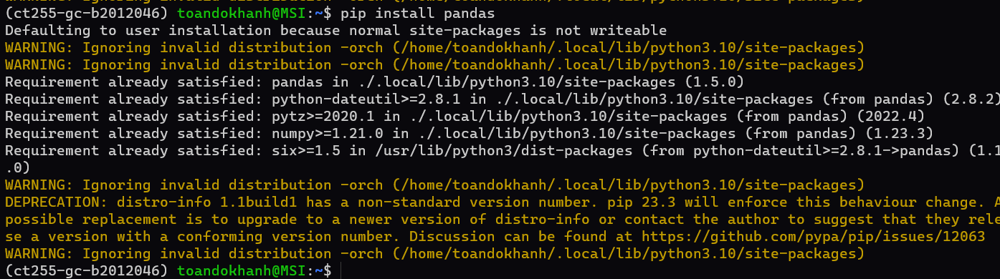 (ct255-gc-b2012046) toandokhanh@MSI:~$ pip install pandas
Defaulting to user installation because normal site-packages is not writeable
WARNING: Ignoring invalid distribution -orch (/home/toandokhanh/.local/lib/python3.10/site-packages)
WARNING: Ignoring invalid distribution -orch (/home/toandokhanh/.local/lib/python3.10/site-packages)
Requirement already satisfied: pandas in ./.local/lib/python3.10/site-packages (1.5.0)
Requirement already satisfied: python-dateutil>=2.8.1 in ./.local/lib/python3.10/site-packages (from pandas) (2.8.2)
Requirement already satisfied: pytz>=2020.1 in ./.local/lib/python3.10/site-packages (from pandas) (2022.4)
Requirement already satisfied: numpy>=1.21.0 in ./.local/lib/python3.10/site-packages (from pandas) (1.23.3)
Requirement already satisfied: six>=1.5 in /usr/lib/python3/dist-packages (from python-dateutil>=2.8.1->pandas) (1.1
.0)
WARNING: Ignoring invalid distribution -orch (/home/toandokhanh/.local/lib/python3.10/site-packages)
DEPRECATION: distro-info 1.1build1 has a non-standard version number. pip 23.3 will enforce this behaviour change. A
possible replacement is to upgrade to a newer version of distro-info or contact the author to suggest that they rele
se a version with a conforming version number. Discussion can be found at https://github.com/pypa/pip/issues/12063
WARNING: Ignoring invalid distribution -orch (/home/toandokhanh/.local/lib/python3.10/site-packages)
(ct255-gc-b2012046) toandokhanh@MSI:~$